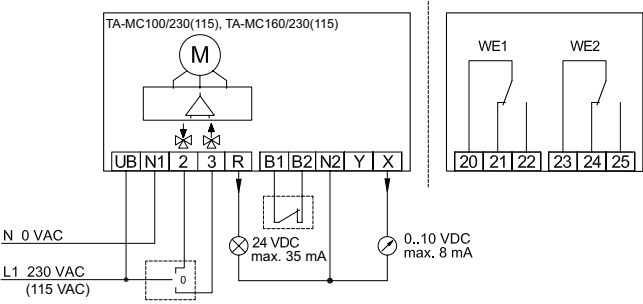 TA-MC100/230(115), TA-MC160/230(115)
M
WE1 WE2
UB N1 2 3 R B1 B2 N2 Y X
20 21 22 23 24 25
N 0 VAC
24 VDC
max. 35 mA
0..10 VDC
max. 8 mA
L1 230 VAC
(115 VAC)
0